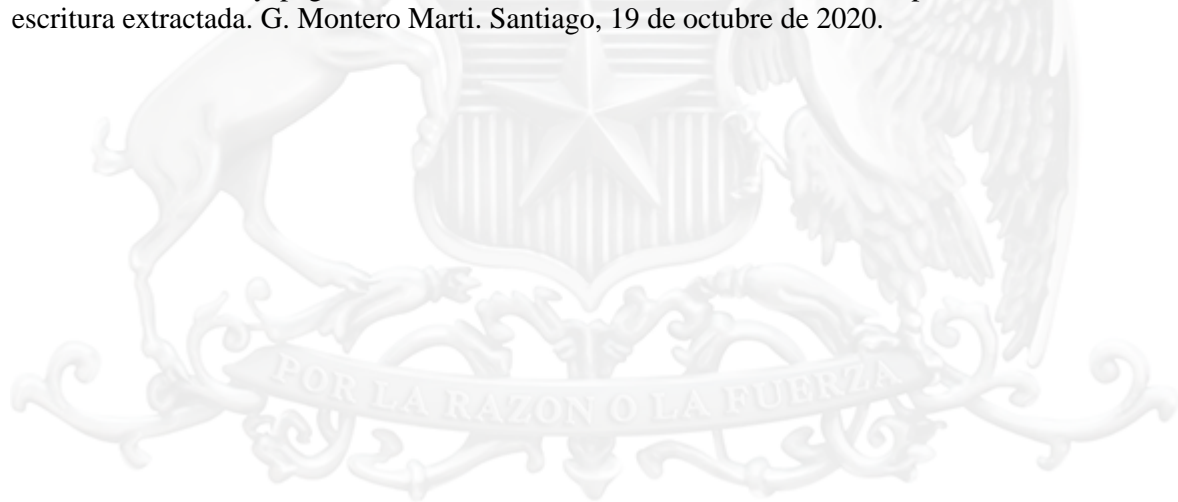 escritura extractada. G. Montero Marti. Santiago, 19 de octubre de 2020.
POR LA RAZON O LA FUERZA